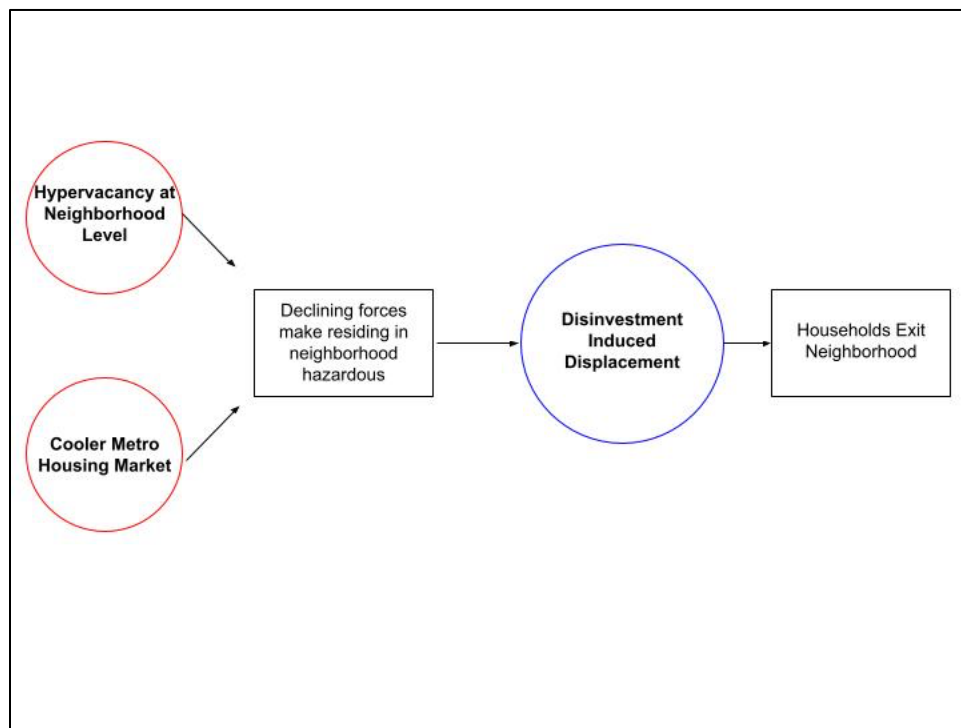 Hypervacancy at
Neighborhood
Level
Declining forces
make residing in
neighborhood
hazardous
Disinvestment
Induced
Displacement
Households Exit
Neighborhood
Cooler Metro
Housing Market